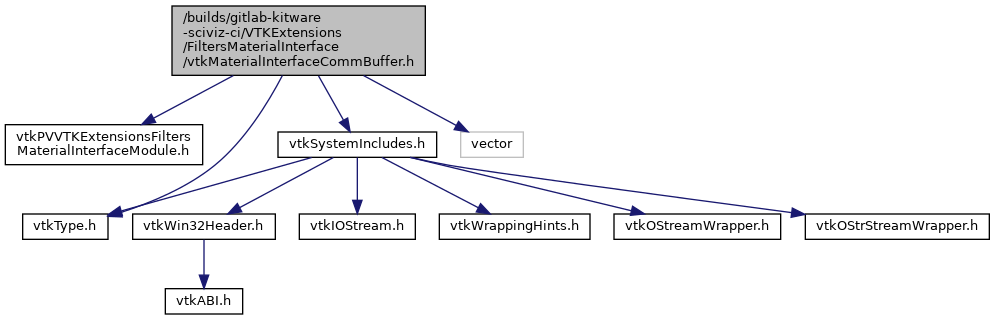 /builds/gitlab-kitware
-sciviz-ci/VTKExtensions
/FiltersMaterialInterface
/vtkMaterialInterfaceCommBuffer.h
vtkPVVTKExtensionsFilters
MaterialInterfaceModule.h
vtkSystemIncludes.h
vector
vtkType.h
vtkWin32Header.h
vtkIOStream.h
vtkWrappingHints.h
vtkOStreamWrapper.h
vtkOStrStreamWrapper.h
vtkABI.h